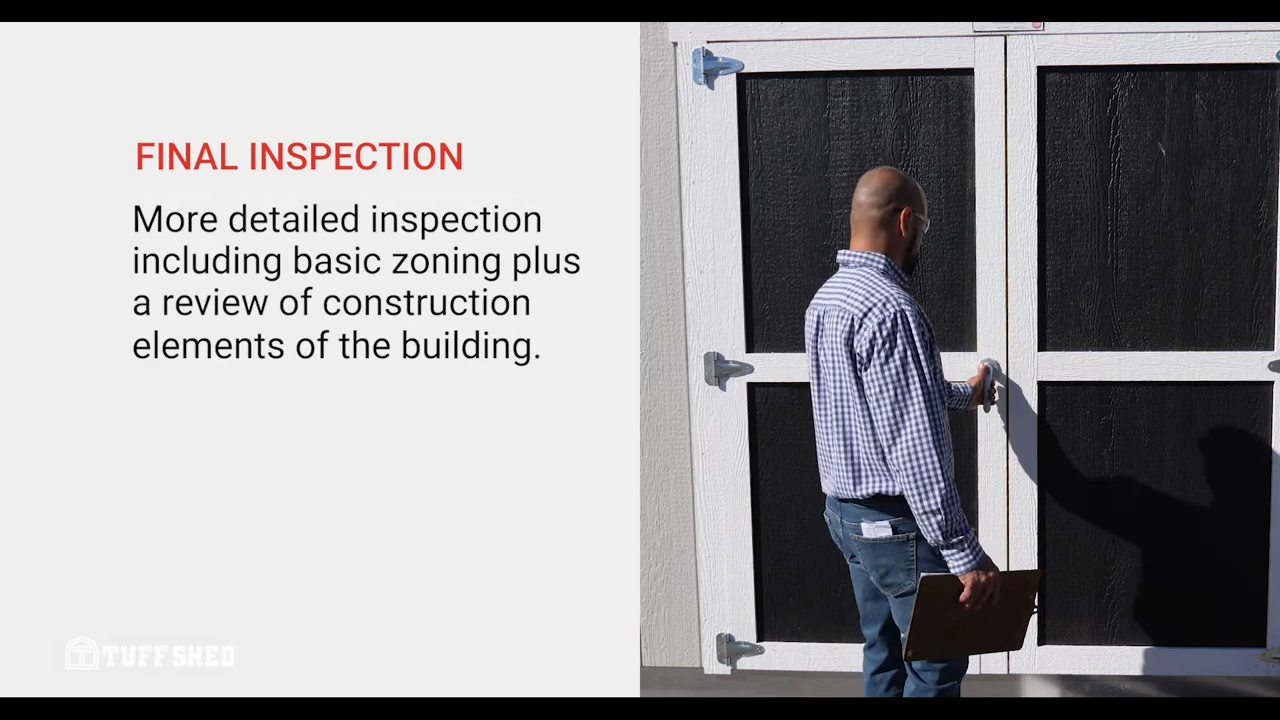 FINAL INSPECTION
More detailed inspection
including basic zoning plus
a review of construction
elements of the building.
TUFF SHED